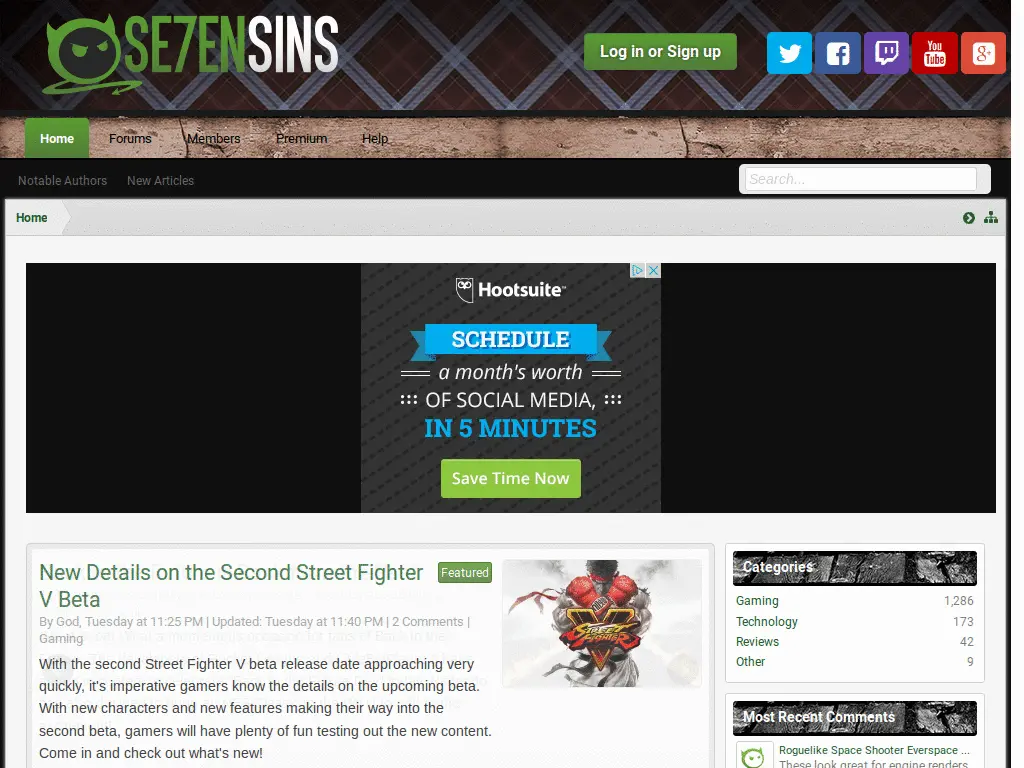 SE7ENSINS
Log in or Sign up
You
Tube
g+
Home
Forums
Members
Premium
Help
Notable Authors
New Articles
Search...
Home
Hootsuite™
SCHEDULE
a month's worth
OF SOCIAL MEDIA,
IN 5 MINUTES
Save Time Now
New Details on the Second Street Fighter
V Beta
Featured
By God, Tuesday at 11:25 PM | Updated: Tuesday at 11:40 PM | 2 Comments |
Gaming
With the second Street Fighter V beta release date approaching very
quickly, it's imperative gamers know the details on the upcoming beta.
With new characters and new features making their way into the
second beta, gamers will have plenty of fun testing out the new content.
Come in and check out what's new!
STREET
FIGHTER
Categories
Gaming 1,286
Technology 173
Reviews 42
Other 9
Most Recent Comments
Roguelike Space Shooter Everspace ...
These look great for engine renders